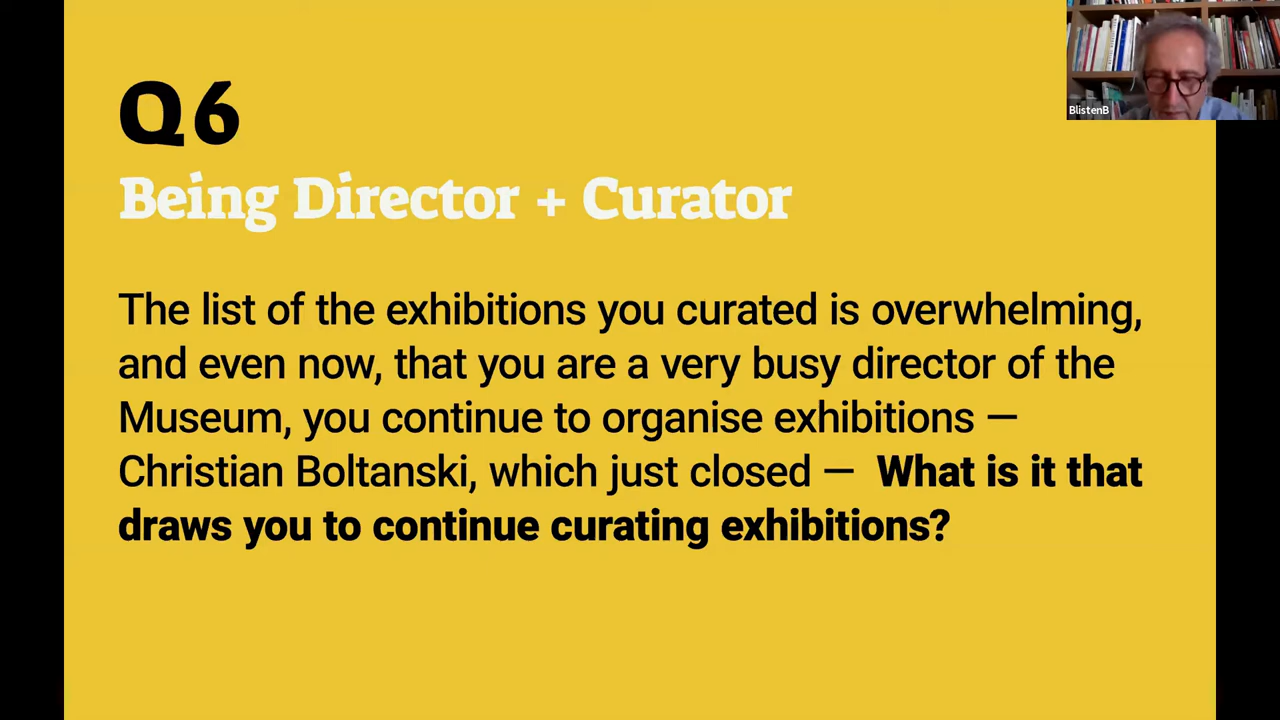 Q6
Being Director + Curator
The list of the exhibitions you curated is overwhelming,
and even now, that you are a very busy director of the
Museum, you continue to organise exhibitions —
Christian Boltanski, which just closed — What is it that
draws you to continue curating exhibitions?
BlistenB